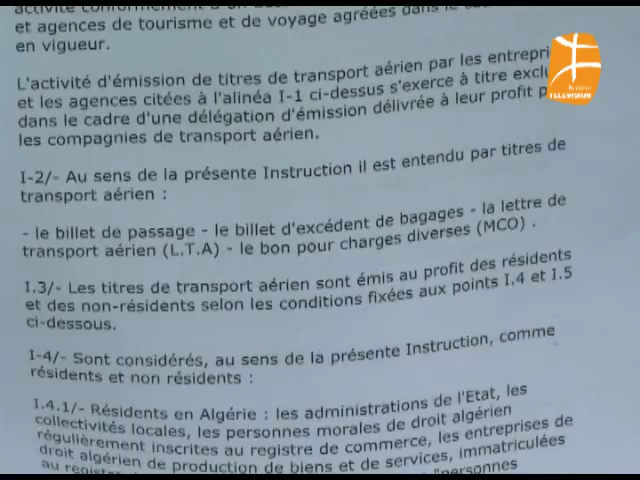 activité conformément à un
et agences de tourisme et de voyage agréées dans le
en vigueur.
L'activité d'émission de titres de transport aérien par les
et les agences citées à l'alinéa I-1 ci-dessus s'exerce à titre
dans le cadre d'une délégation d'émission délivrée à leur profit
les compagnies de transport aérien.
I-2/- Au sens de la présente Instruction il est entendu par titres de
transport aérien :
- le billet de passage - le billet d'excédent de bagages - la lettre de
transport aérien (L.T.A) - le bon pour charges diverses (MCO) .
I.3/- Les titres de transport aérien sont émis au profit des résidents
et des non-résidents selon les conditions fixées aux points I.4 et I.5
ci-dessous.
I-4/- Sont considérés, au sens de la présente Instruction, comme
résidents et non résidents :
I.4.1/- Résidents en Algérie : les administrations de l'Etat, les
collectivités locales, les personnes morales de droit algérien
régulièrement inscrites au registre de commerce, les entreprises de
droit algérien de production de biens et de services, immatriculées
au "personnes
TELEVISION